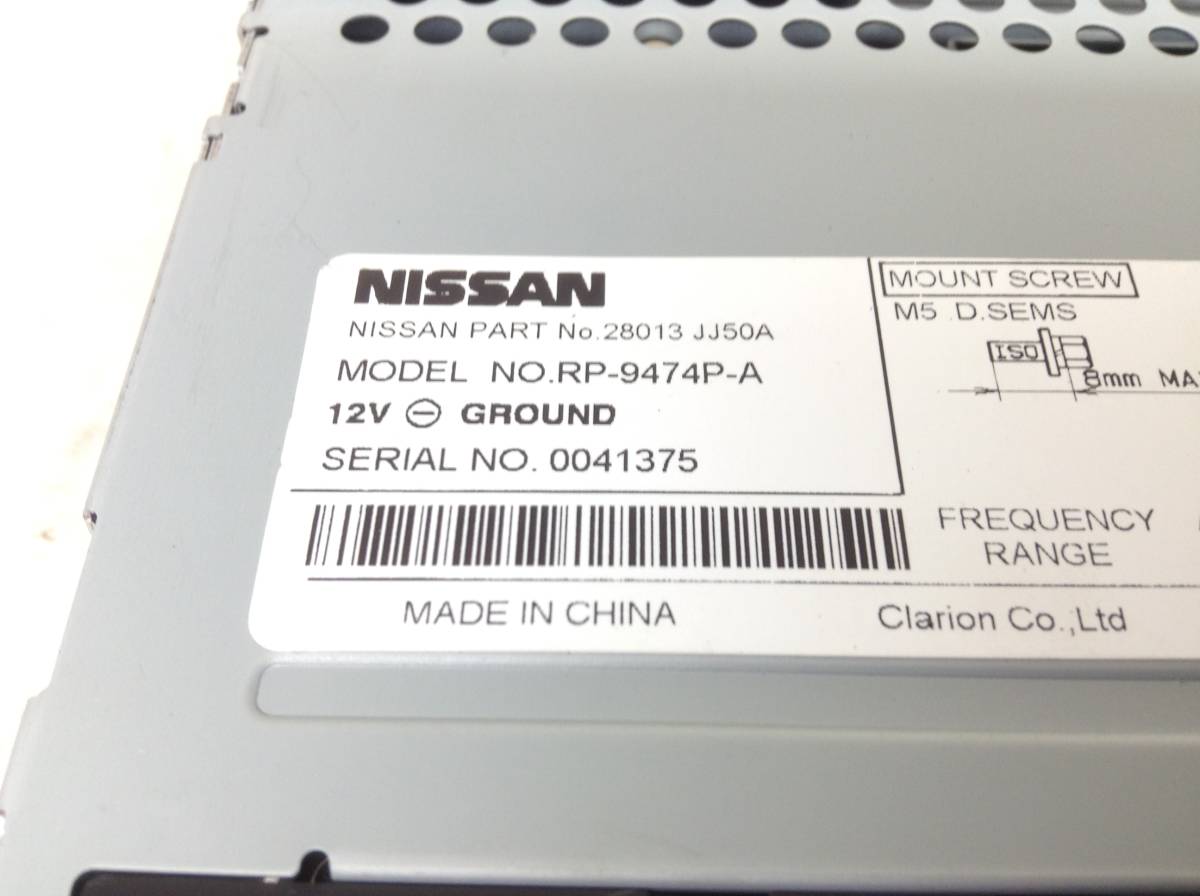 NISSAN
NISSAN PART No.28013 JJ50A
MODEL NO.RP-9474P-A
12V ⊖ GROUND
SERIAL NO. 0041375
MOUNT SCREW
M5 D.SEMS
ISO
8mm
FREQUENCY
RANGE
MADE IN CHINA
Clarion Co.,Ltd